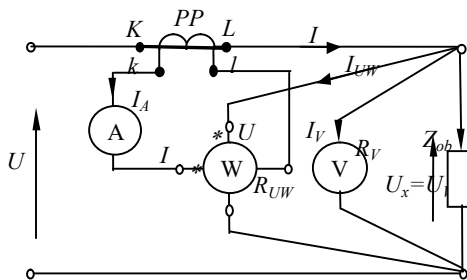 PP
K L I
k l I_UW
A I_A * U I_V V R_V Z_ob
U I * W R_UW U_x=U